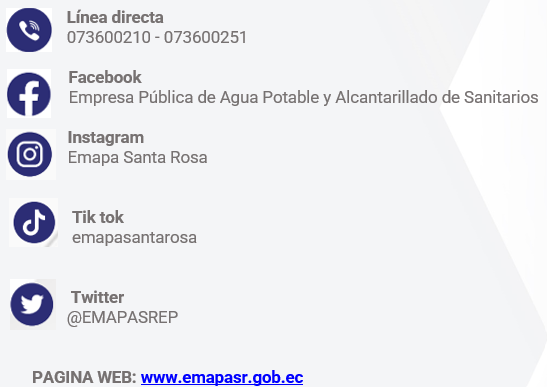 Línea directa
073600210 - 073600251
Facebook
Empresa Pública de Agua Potable y Alcantarillado de Sanitarios
Instagram
Emapa Santa Rosa
Tik tok
emapasantarosa
Twitter
@EMAPASREP
PAGINA WEB: www.emapasr.gob.ec